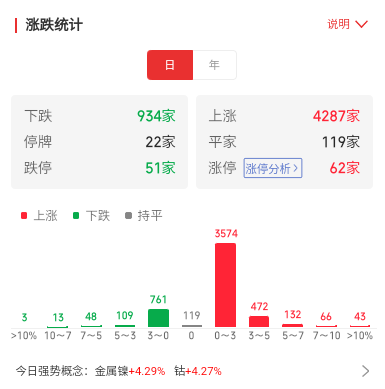 涨跌统计 说明
日 年
下跌 934家 上涨 4287家
停牌 22家 平家 119家
跌停 51家 涨停 涨停分析> 62家
上涨 下跌 持平
3 13 48 109 761 119 3574 472 132 66 43
>10% 10～7 7～5 5～3 3～0 0 0～3 3～5 5～7 7～10 >10%
今日强势概念：金属镍+4.29% 钴+4.27%